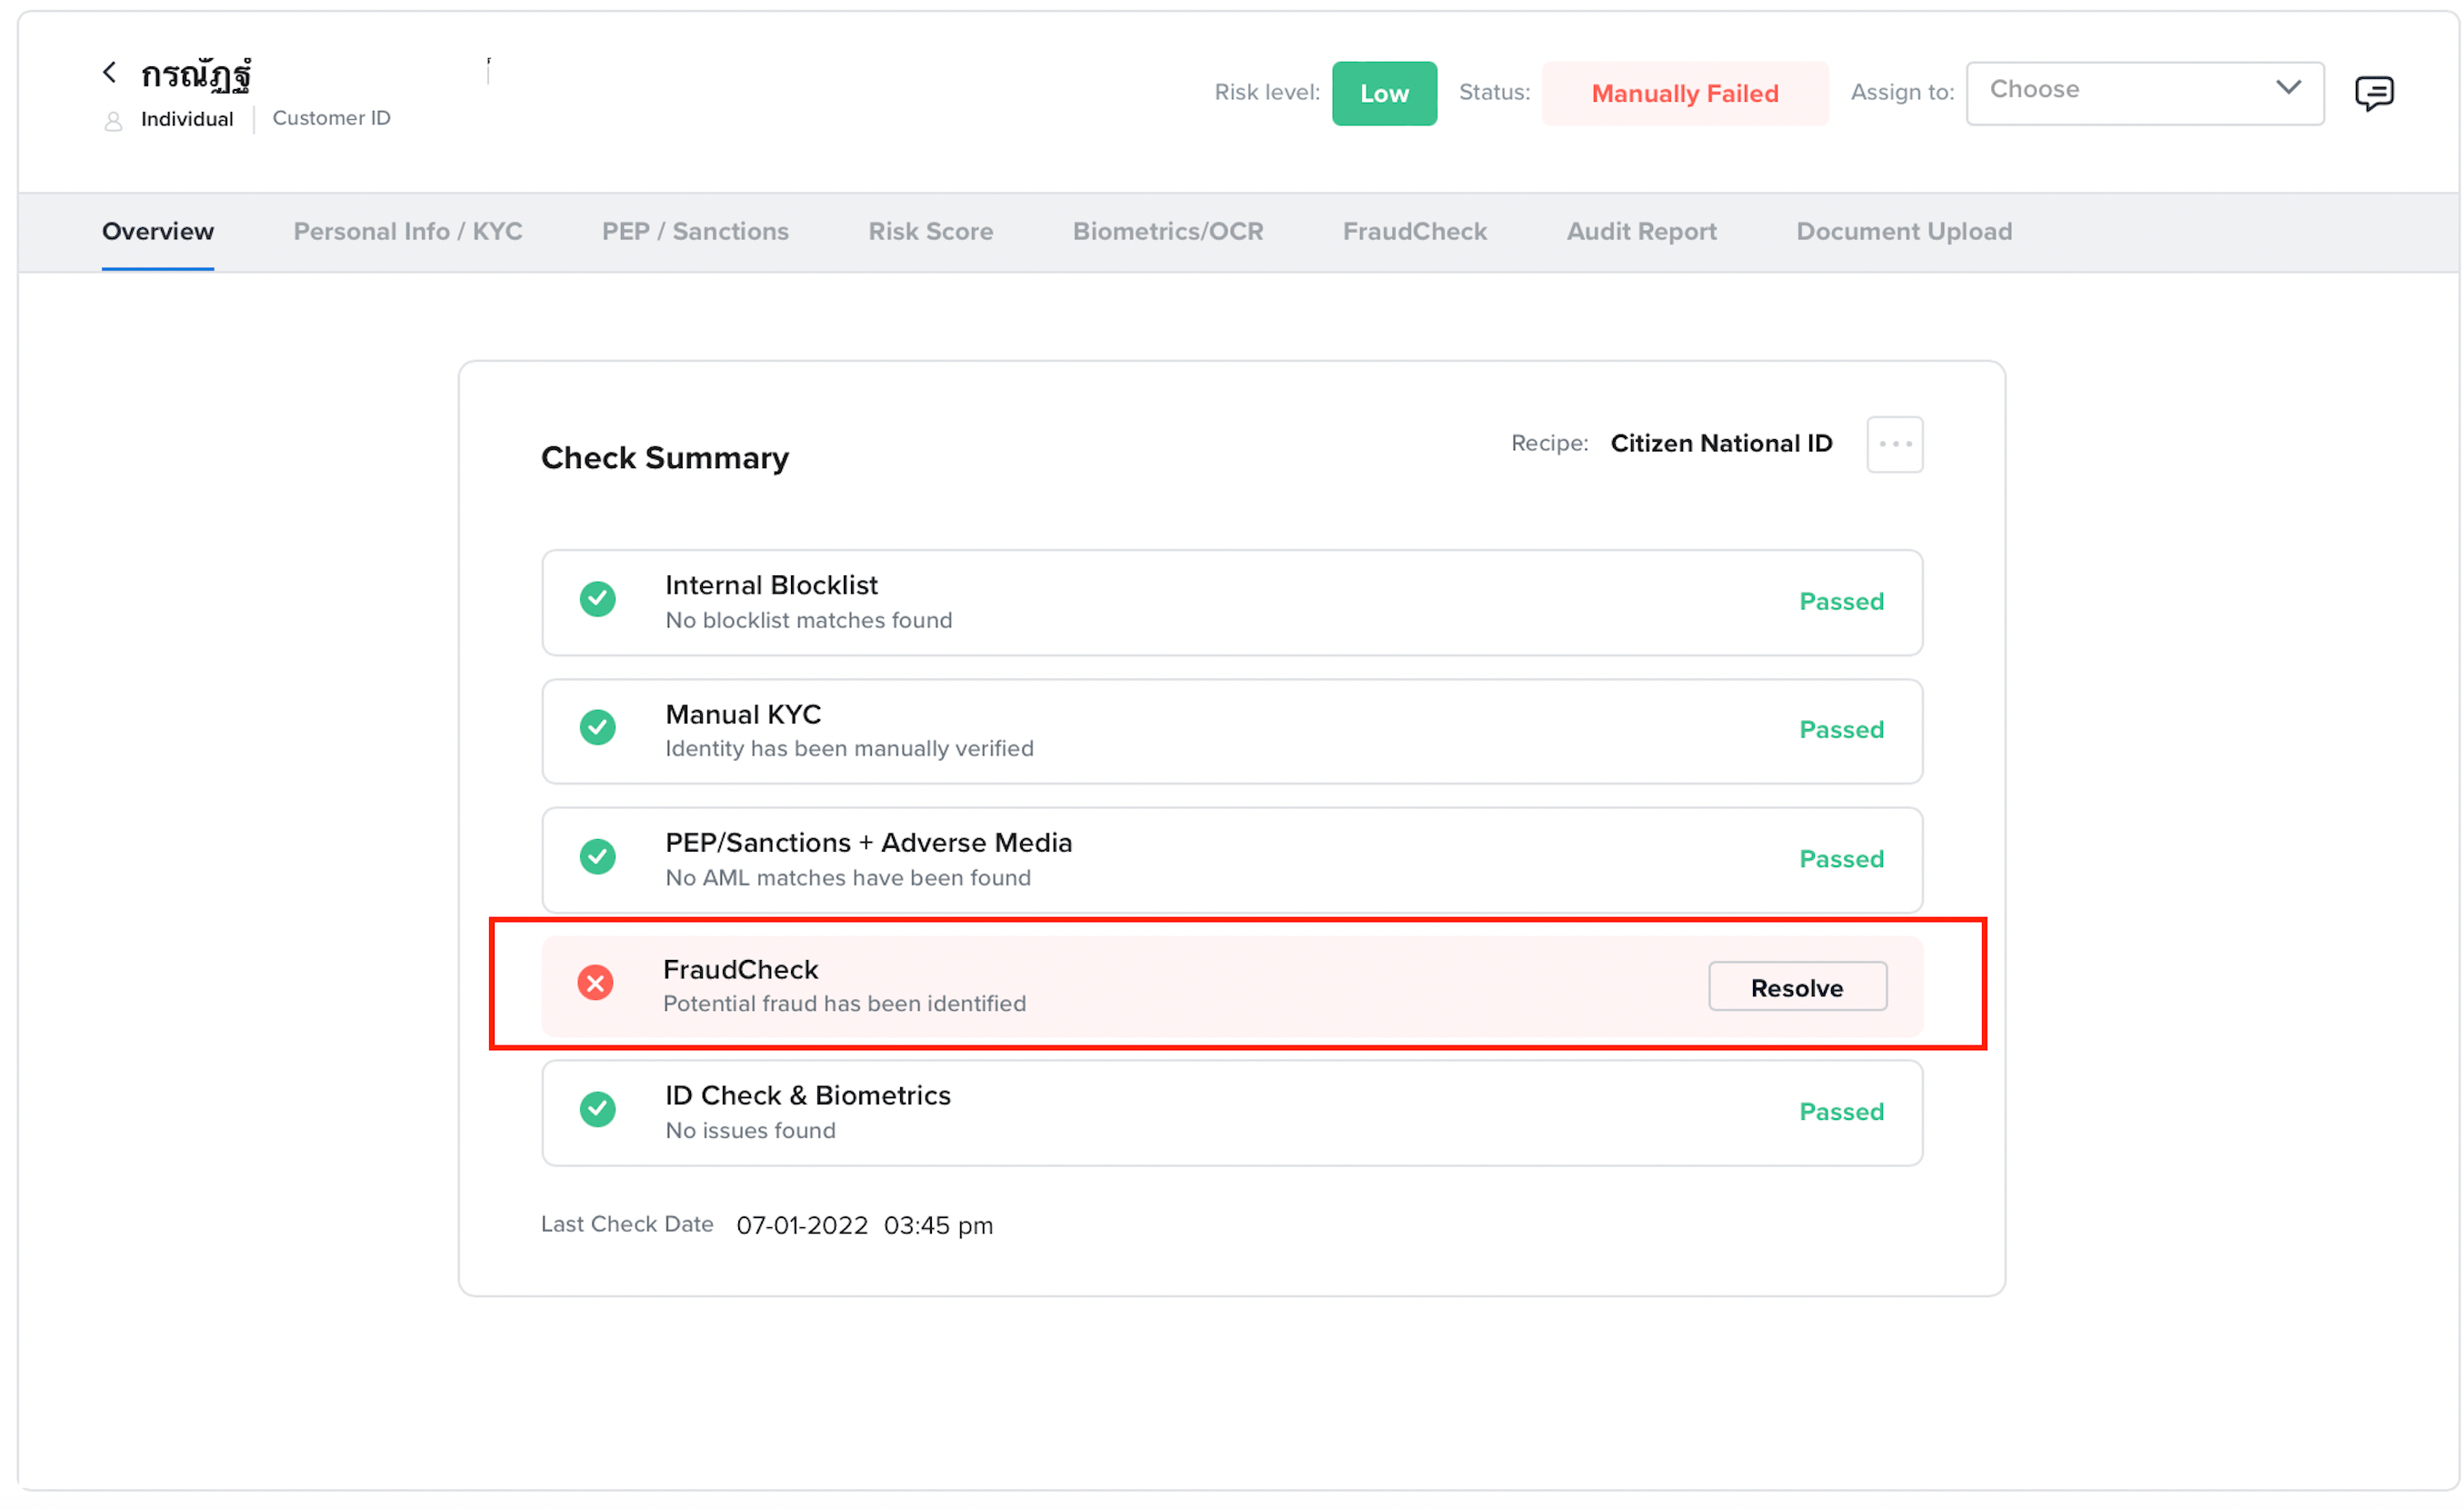 กรณัฏฐ์
Individual
Customer ID
Risk level:
Low
Status:
Manually Failed
Assign to:
Choose
Overview
Personal Info / KYC
PEP / Sanctions
Risk Score
Biometrics/OCR
FraudCheck
Audit Report
Document Upload
Check Summary
Recipe:
Citizen National ID
Internal Blocklist
No blocklist matches found
Passed
Manual KYC
Identity has been manually verified
Passed
PEP/Sanctions + Adverse Media
No AML matches have been found
Passed
FraudCheck
Potential fraud has been identified
Resolve
ID Check & Biometrics
No issues found
Passed
Last Check Date 07-01-2022 03:45 pm